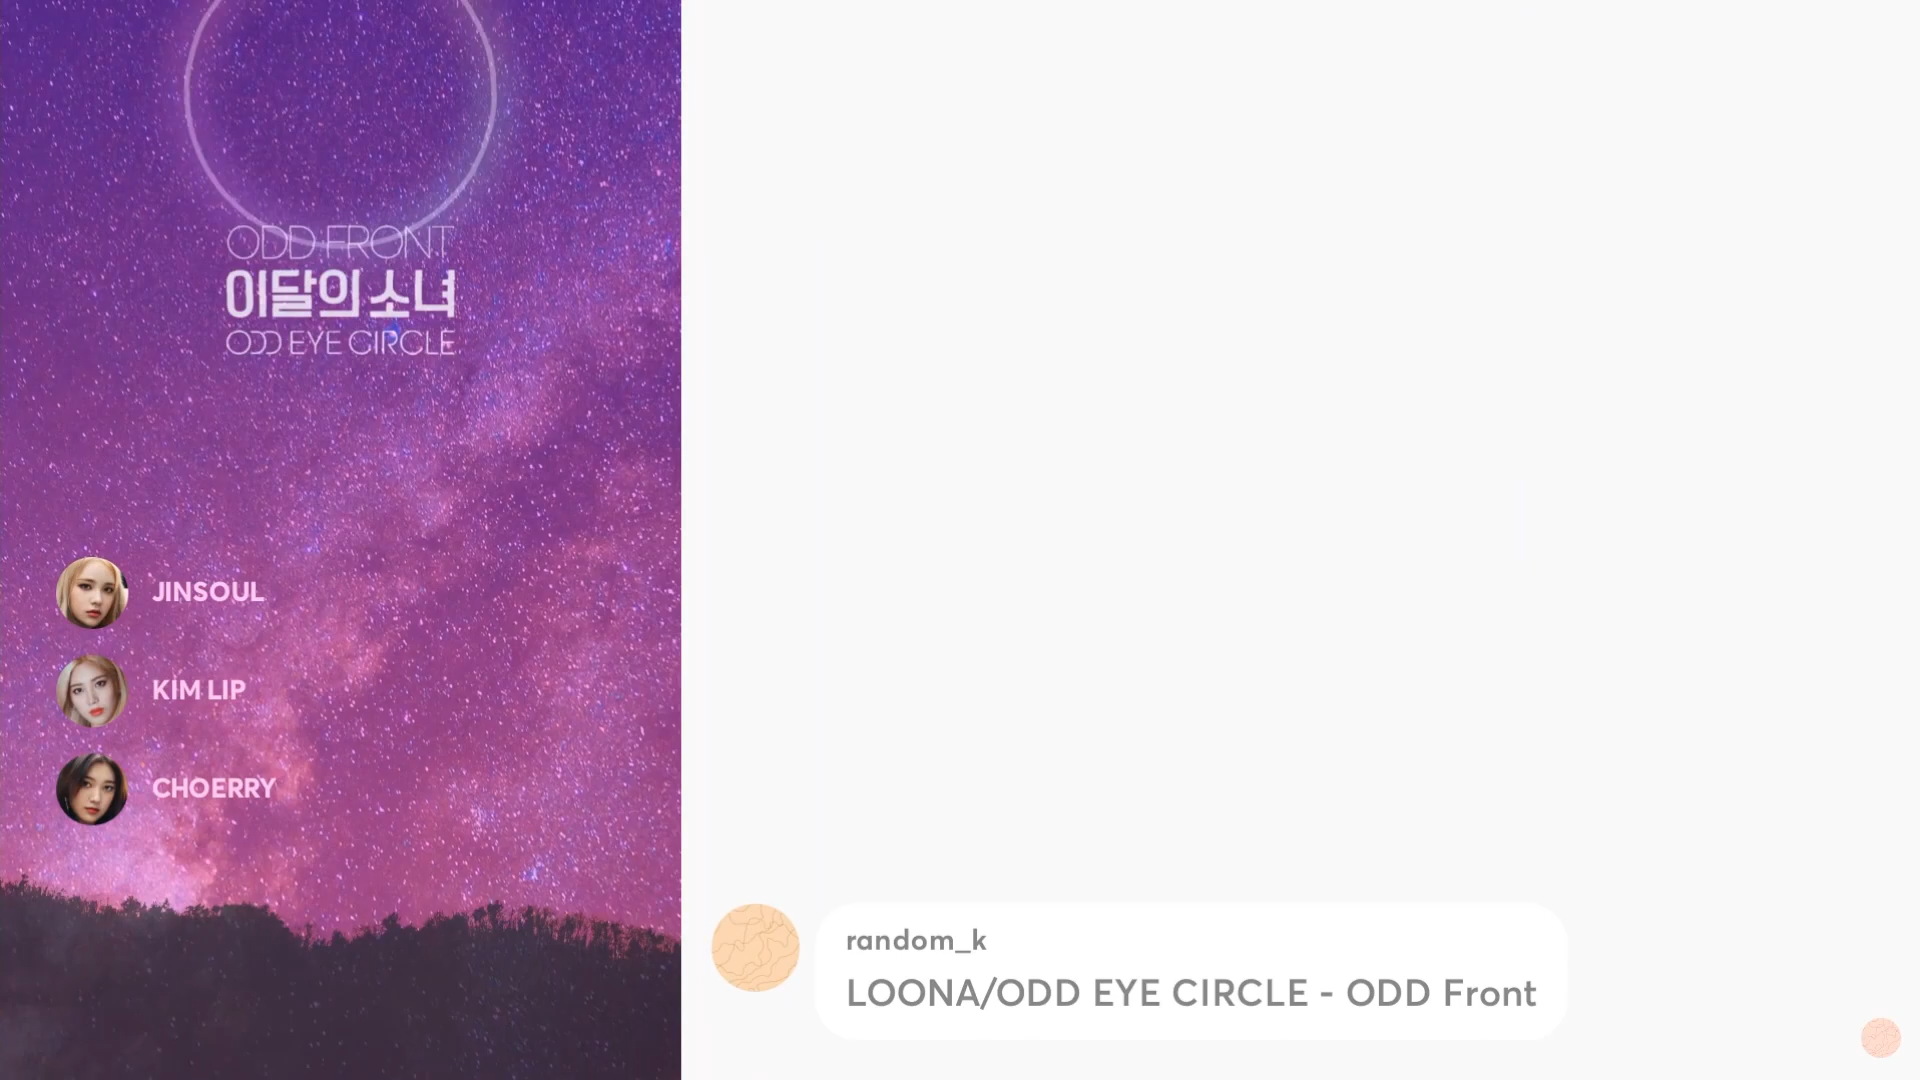 ODD FRONT
이달의 소녀
ODD EYE CIRCLE
JINSOUL
KIM LIP
CHOERRY
random_k
LOONA/ODD EYE CIRCLE - ODD Front